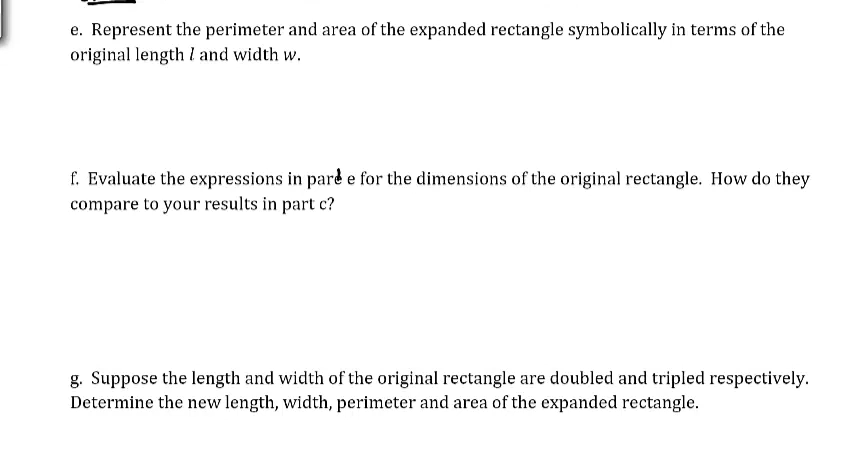 e. Represent the perimeter and area of the expanded rectangle symbolically in terms of the
original length l and width w.
f. Evaluate the expressions in part e for the dimensions of the original rectangle. How do they
compare to your results in part c?
g. Suppose the length and width of the original rectangle are doubled and tripled respectively.
Determine the new length, width, perimeter and area of the expanded rectangle.